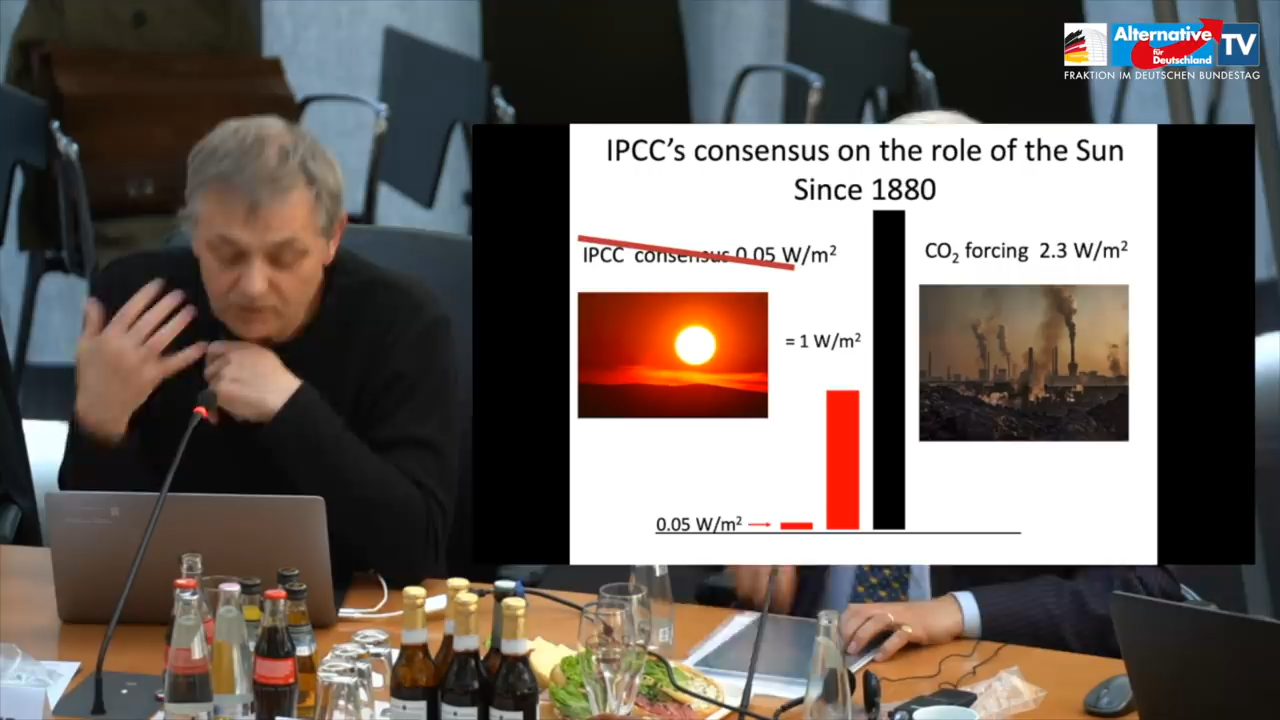 Alternative
für
Deutschland
TV
FRAKTION IM DEUTSCHEN BUNDESTAG
IPCC's consensus on the role of the Sun
Since 1880
IPCC consensus 0.05 W/m²
CO₂ forcing 2.3 W/m²
= 1 W/m²
0.05 W/m²